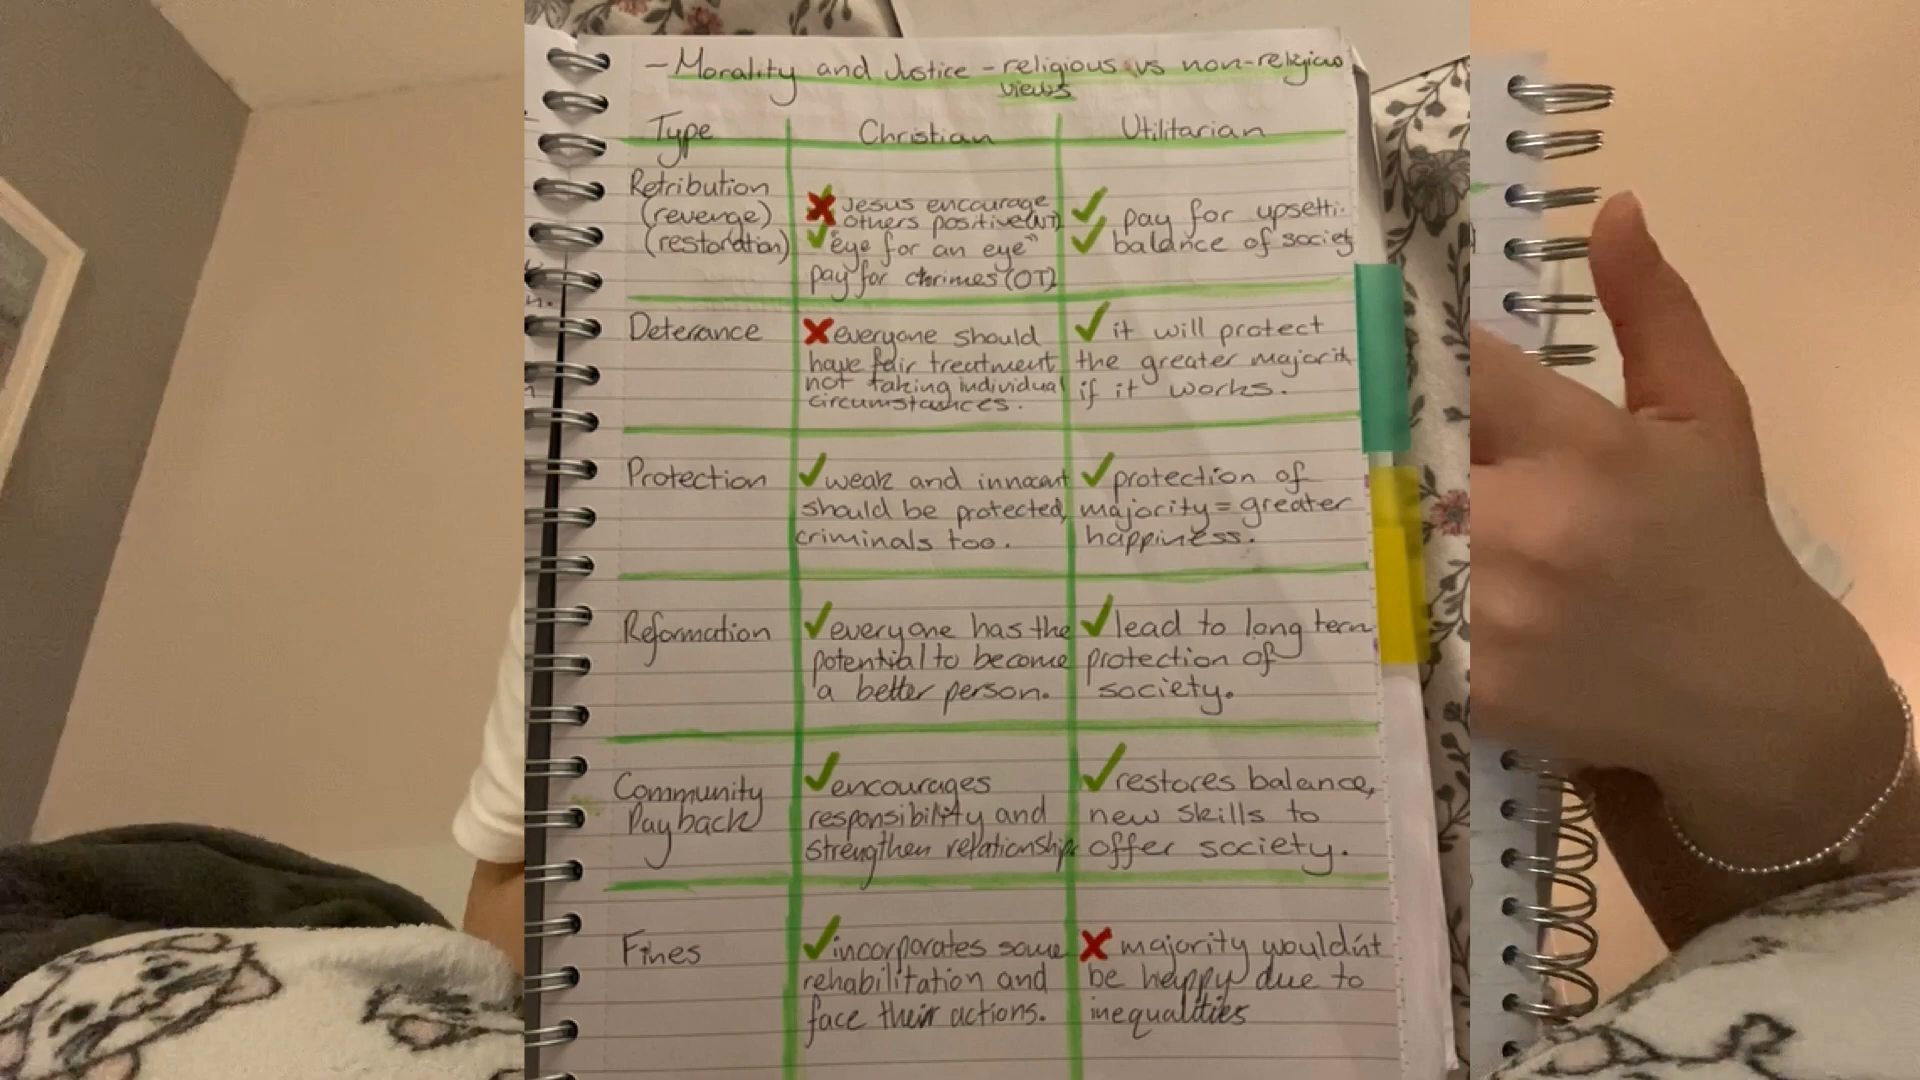 - Morality and Justice - religious vs non-religious
views
Type
Christian
Utilitarian
Retribution
(revenge)
(restoration)
Jesus encourage
others positive (NT)
"eye for an eye"
pay for chrimes (OT)
pay for
balance of society
Deterance
everyone should
have fair treatment
not taking individual
circumstances.
it will protect
the greater
if it works.
Protection
weak and innocent
should be protected,
criminals too.
protection of
majority = greater
happiness.
Reformation
everyone has the
potential to become
a better person.
lead to long term
protection of
society.
Community
Payback
encourages
responsibility and
strengthen relationship
restores balance,
new skills to
offer society.
Fines
incorporates some
rehabilitation and
face their actions.
majority wouldn't
be happy due to
inequalities